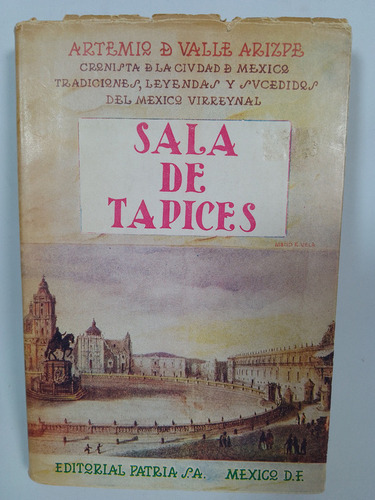 ARTEMIO D VALLE ARIZPE
CRONISTA D LA CIVDAD D MEXICO
TRADICIONES, LEYENDAS Y SVCEDIDOS
DEL MEXICO VIRREYNAL
SALA
DE
TAPICES
EDITORIAL PATRIA S.A. MEXICO D.F.